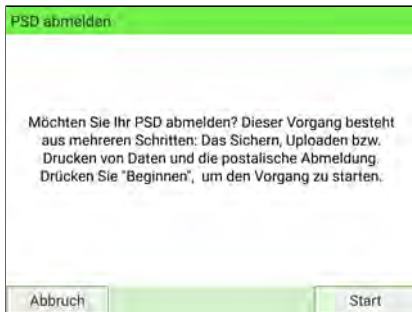 PSD abmelden
Möchten Sie Ihr PSD abmelden? Dieser Vorgang besteht
aus mehreren Schritten: Das Sichern, Uploaden bzw.
Drucken von Daten und die postalische Abmeldung.
Drücken Sie "Beginnen", um den Vorgang zu starten.
Abbruch
Start